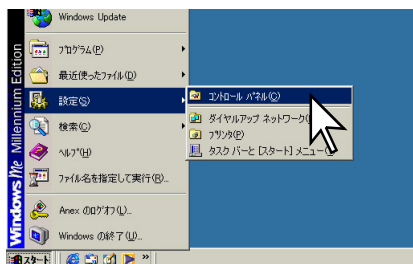 Windows Update
ﾌﾟﾛｸﾞﾗﾑ(P)
最近使ったﾌｧｲﾙ(D)
設定(S)
検索(C)
ﾍﾙﾌﾟ(H)
ﾌｧｲﾙ名を指定して実行(R)...
Anex のﾛｸﾞｵﾌ(L)...
Windows の終了(U)...
ｺﾝﾄﾛｰﾙ ﾊﾟﾈﾙ(C)
ﾀﾞｲﾔﾙｱｯﾌﾟ ﾈｯﾄﾜｰｸ(
ﾌﾟﾘﾝﾀ(P)
ﾀｽｸ ﾊﾞｰと [ｽﾀｰﾄ] ﾒﾆｭｰ(
Windows Me Millennium Edition
ｽﾀｰﾄ
»